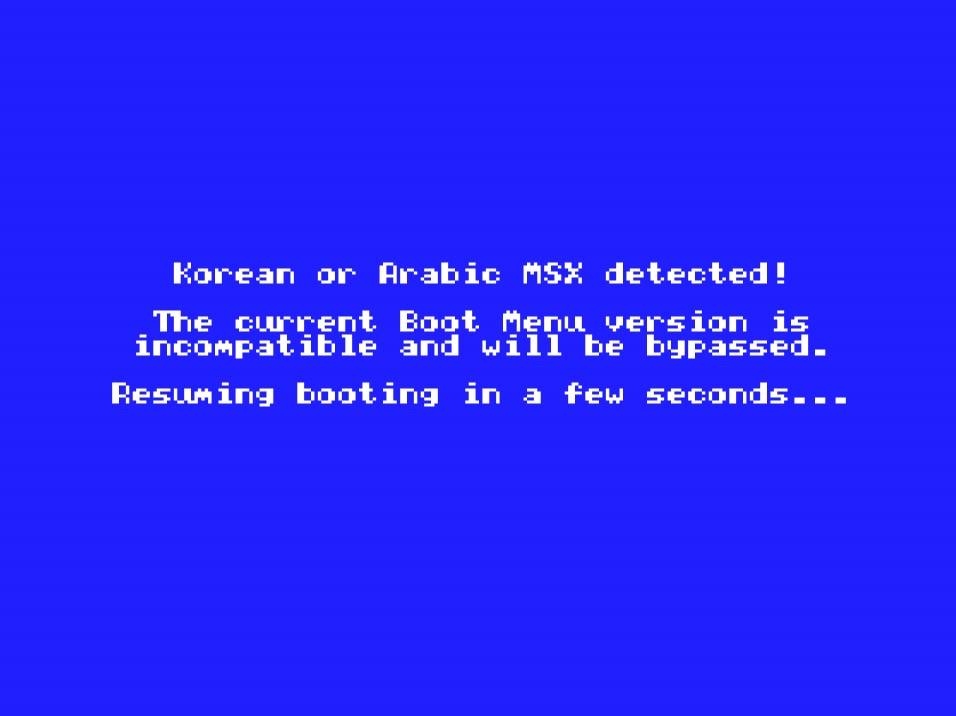 Korean or Arabic MSX detected!
The current Boot Menu version is
incompatible and will be bypassed.
Resuming booting in a few seconds...